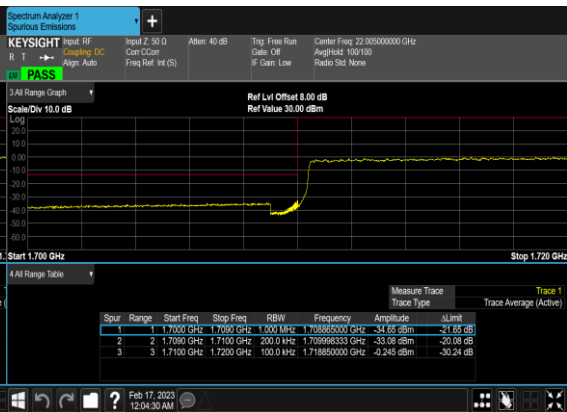 Spectrum Analyzer 1
Spurious Emissions
KEYSIGHT Input: RF Input Z: 50 Ω Atten: 40 dB Trig: Free Run Center Freq: 22.005000000 GHz
R T Coupling: DC Corr CCorr Gate: Off Avg|Hold: 100/100
Align: Auto Freq Ref: Int (S) IF Gain: Low Radio Std: None
PASS
3 All Range Graph
Ref Lvl Offset 8.00 dB
Scale/Div 10.0 dB Ref Value 30.00 dBm
Log
20.0
10.0
0.00
-10.0
-20.0
-30.0
-40.0
-50.0
-60.0
Start 1.700 GHz Stop 1.720 GHz
4 All Range Table
Measure Trace Trace 1
Trace Type Trace Average (Active)
Spur Range Start Freq Stop Freq RBW Frequency Amplitude ΔLimit
1 1 1.7000 GHz 1.7090 GHz 1.000 MHz 1.708865000 GHz -34.65 dBm -21.65 dB
2 2 1.7090 GHz 1.7100 GHz 200.0 kHz 1.709998333 GHz -33.08 dBm -20.08 dB
3 3 1.7100 GHz 1.7200 GHz 100.0 kHz 1.718850000 GHz -0.245 dBm -30.24 dB
? Feb 17, 2023
12:04:30 AM